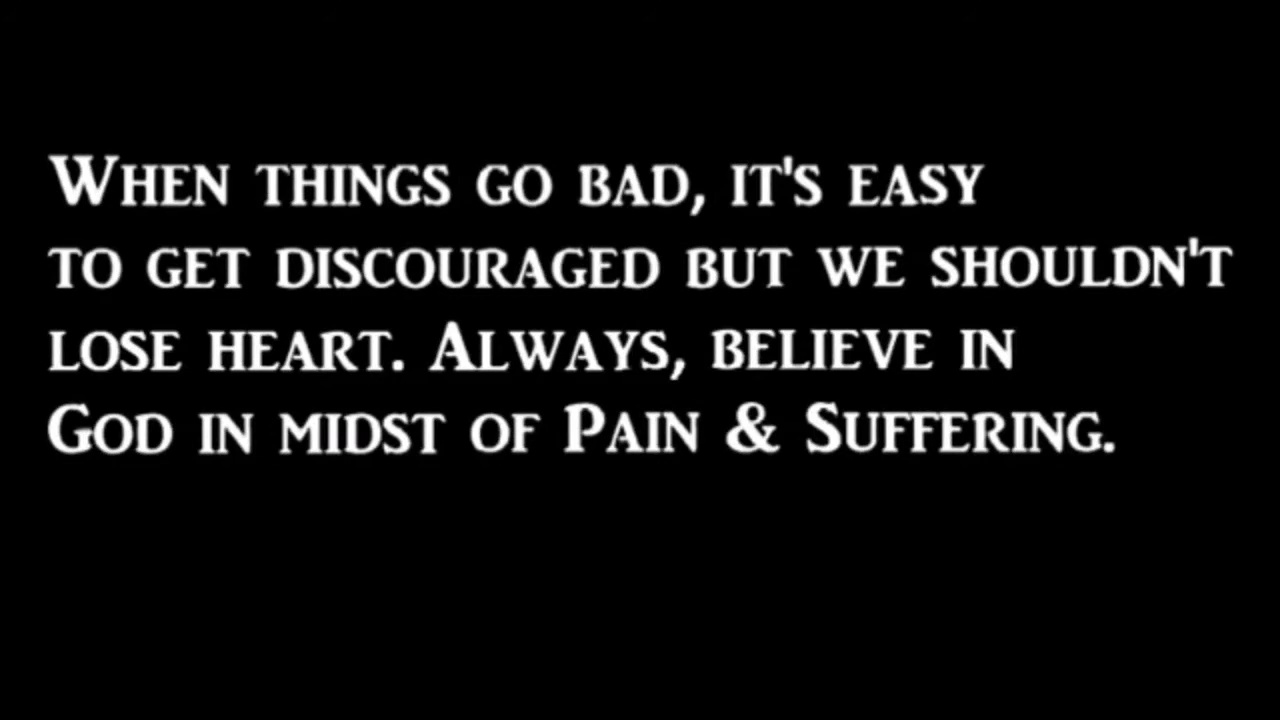 When things go bad, it's easy
to get discouraged but we shouldn't
lose heart. Always, believe in
God in midst of Pain & Suffering.